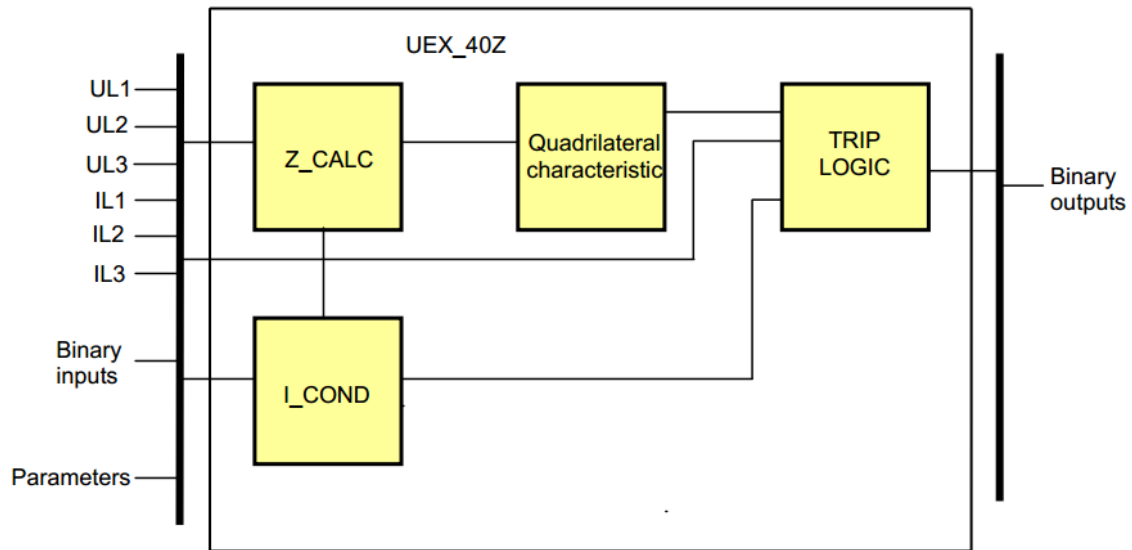 UEX_40Z
UL1
UL2
UL3
IL1
IL2
IL3
Binary
inputs
Parameters
Z_CALC
Quadrilateral
characteristic
TRIP
LOGIC
I_COND
Binary
outputs